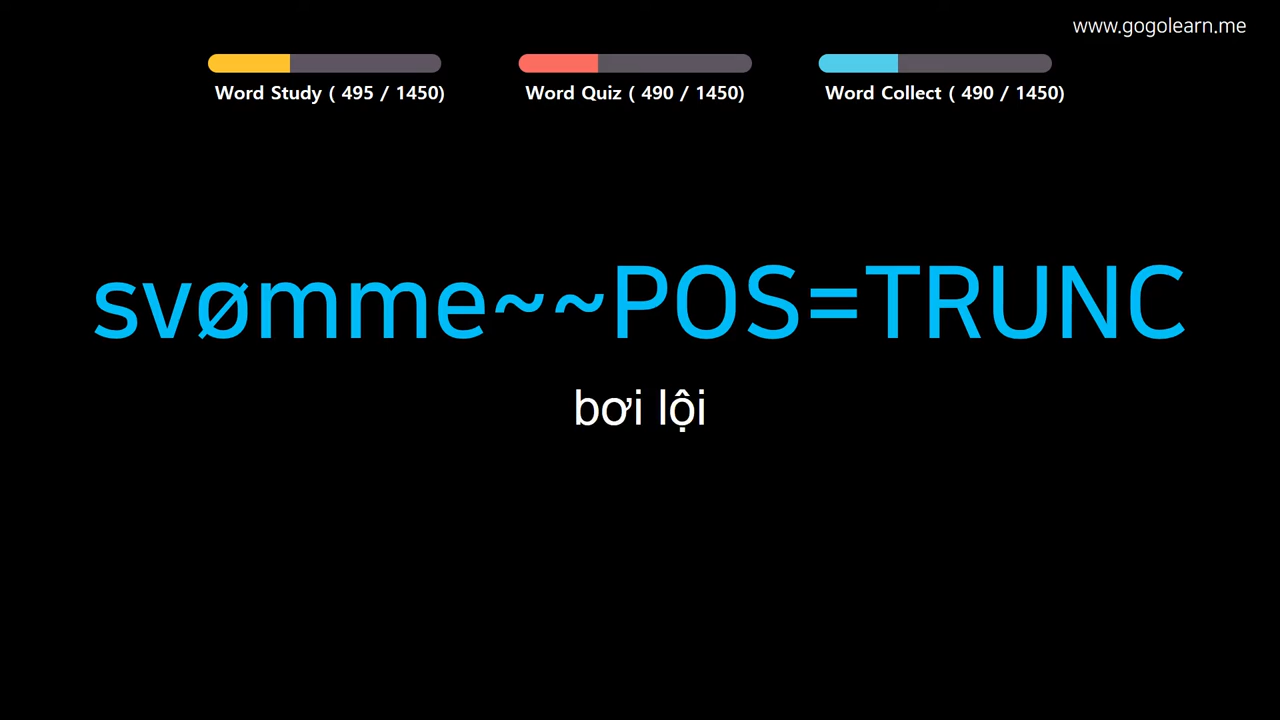 www.gogolearn.me
Word Study ( 495 / 1450)
Word Quiz ( 490 / 1450)
Word Collect ( 490 / 1450)
svømme~~POS=TRUNC
bơi lội